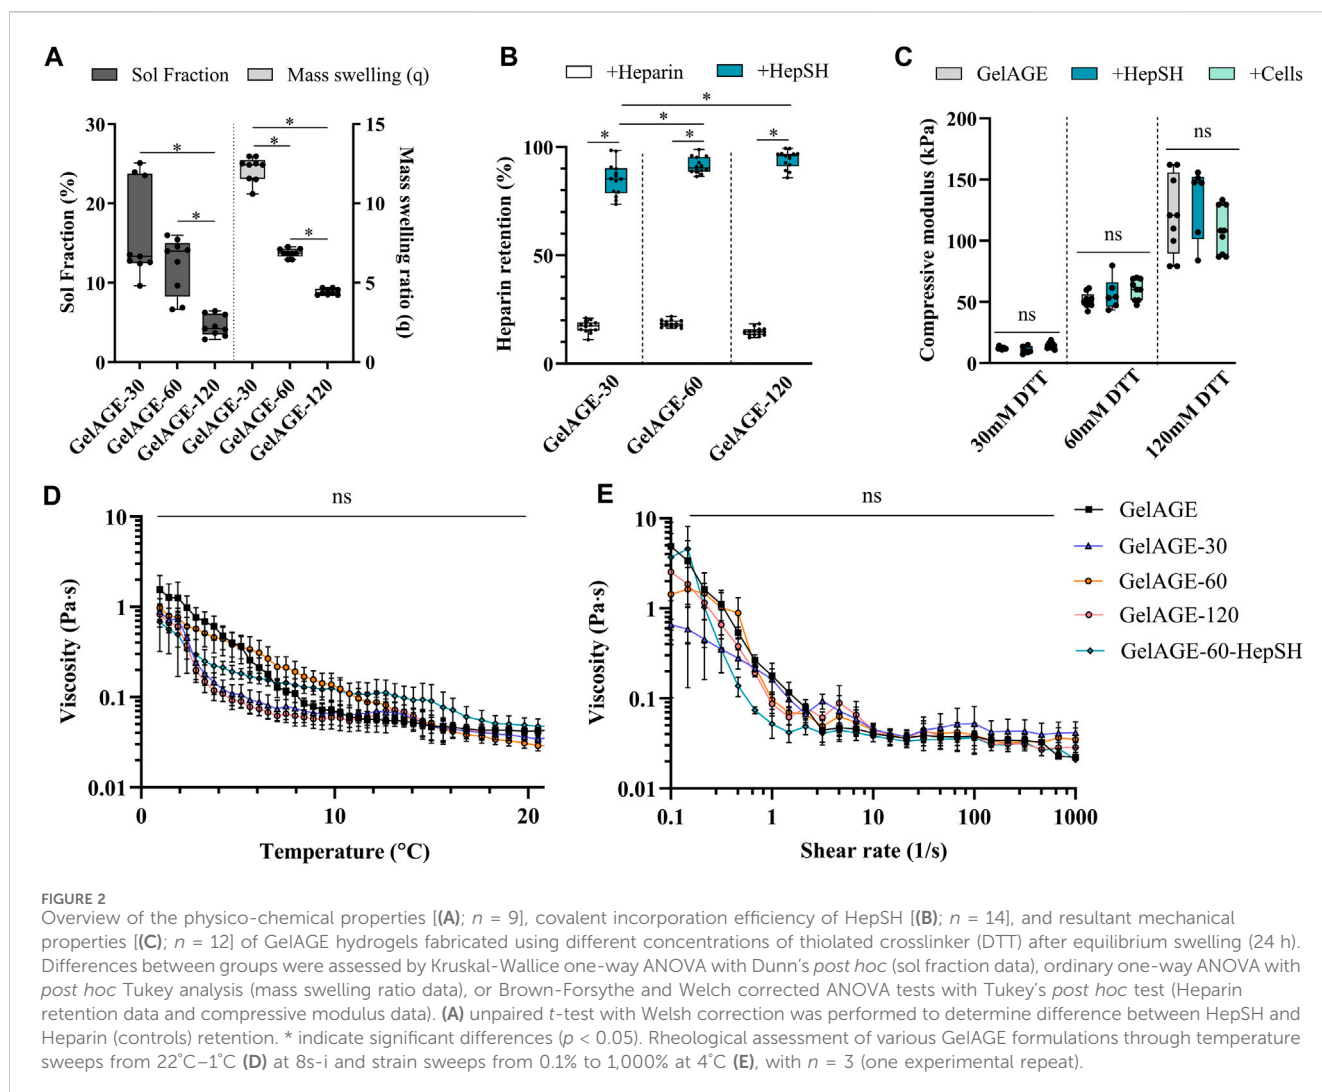 A
Sol Fraction
Mass swelling (q)
30
20
10
0
Sol Fraction (%)
*
*
*
*
*
15
10
5
0
Mass swelling ratio (q)
GelAGE-30
GelAGE-60
GelAGE-120
GelAGE-30
GelAGE-60
GelAGE-120
B
+Heparin
+HepSH
100
50
0
Heparin retention (%)
*
*
*
*
*
GelAGE-30
GelAGE-60
GelAGE-120
C
GelAGE
+HepSH
+Cells
200
150
100
50
0
Compressive modulus (kPa)
ns
ns
ns
30mM DTT
60mM DTT
120mM DTT
D
ns
10
1
0.1
0.01
Viscosity (Pa·s)
0
10
20
Temperature (°C)
E
ns
10
1
0.1
0.01
Viscosity (Pa·s)
0.1
1
10
100
1000
Shear rate (1/s)
GelAGE
GelAGE-30
GelAGE-60
GelAGE-120
GelAGE-60-HepSH
FIGURE 2
Overview of the physico-chemical properties [(A); n = 9], covalent incorporation efficiency of HepSH [(B); n = 14], and resultant mechanical
properties [(C); n = 12] of GelAGE hydrogels fabricated using different concentrations of thiolated crosslinker (DTT) after equilibrium swelling (24 h).
Differences between groups were assessed by Kruskal-Wallice one-way ANOVA with Dunn's post hoc (sol fraction data), ordinary one-way ANOVA with
post hoc Tukey analysis (mass swelling ratio data), or Brown-Forsythe and Welch corrected ANOVA tests with Tukey's post hoc test (Heparin
retention data and compressive modulus data). (A) unpaired t-test with Welsh correction was performed to determine difference between HepSH and
Heparin (controls) retention. * indicate significant differences (p < 0.05). Rheological assessment of various GelAGE formulations through temperature
sweeps from 22°C–1°C (D) at 8s-i and strain sweeps from 0.1% to 1,000% at 4°C (E), with n = 3 (one experimental repeat).